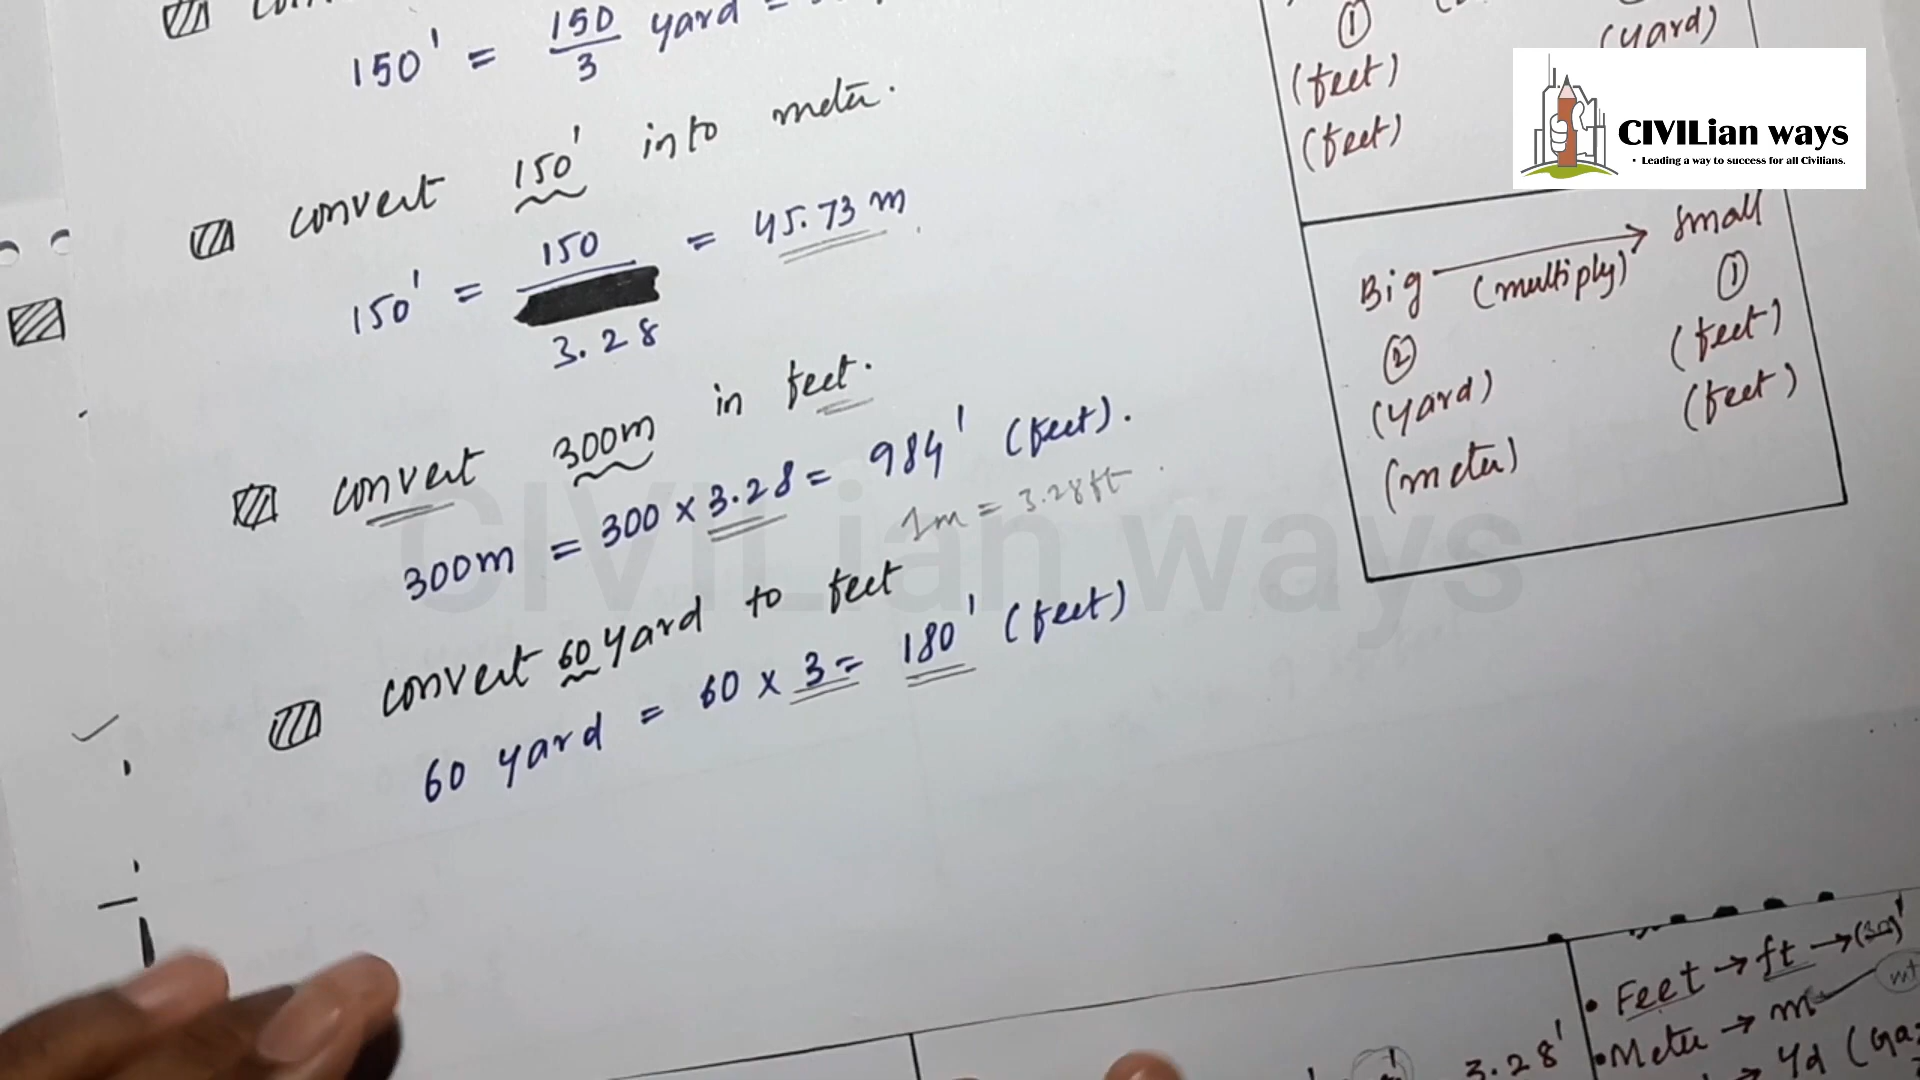 150' = 150/3 yard =
convert 150' into meter.
150' = 150/3.28 = 45.73 m
convert 300m in feet.
300m = 300 x 3.28 = 984' (feet).
1m = 3.28ft
convert 60 yard to feet
60 yard = 60 x 3 = 180' (feet)
①
(feet) (yard)
(feet)
Big → small
(multiply)
② ①
(yard) (feet)
(meter) (feet)
CIVILian ways
• Leading a way to success for all Civilians.
CIVILian ways
• Feet → ft →
• Meter → m
3.28'
→ yd